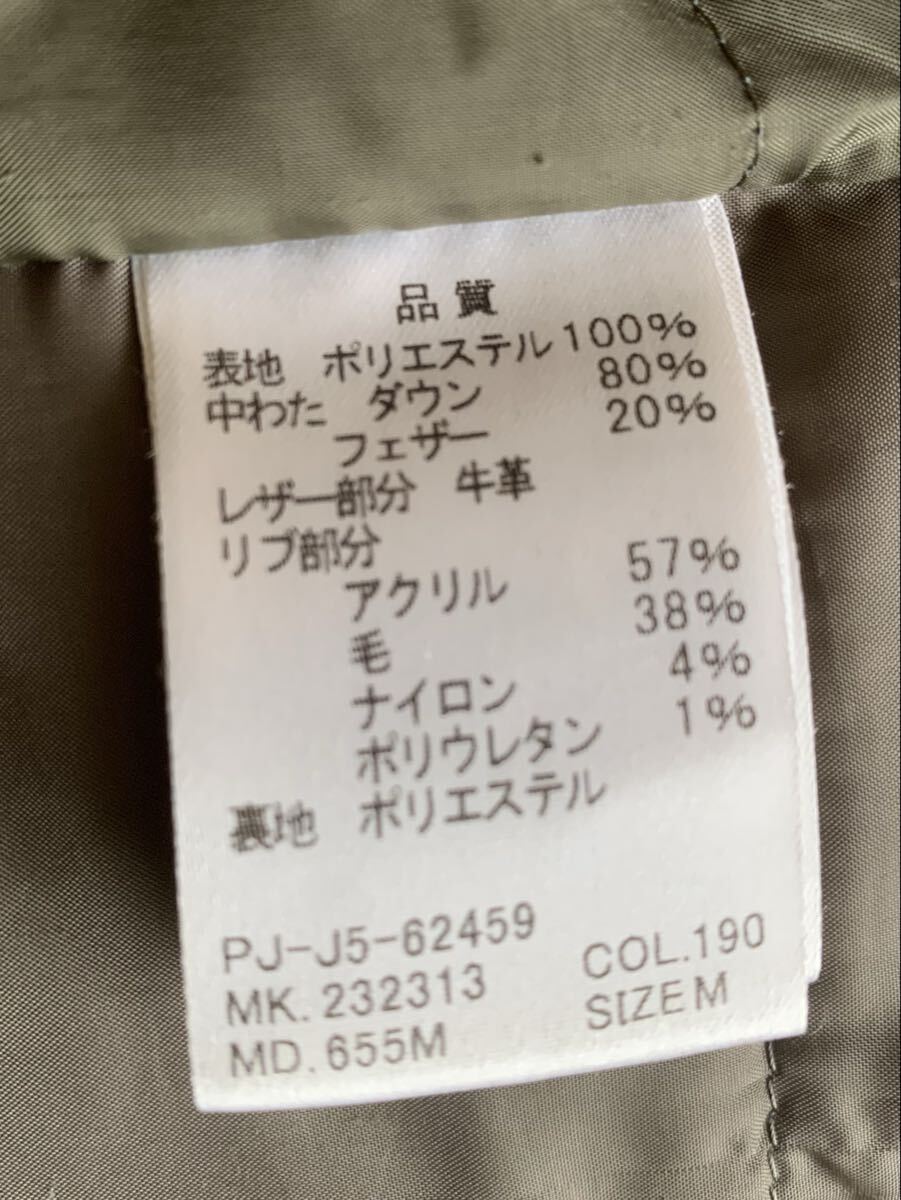 品質
表地 ポリエステル 100%
中わた ダウン 80%
フェザー 20%
レザー部分 牛革
リブ部分
アクリル 57%
毛 38%
ナイロン 4%
ポリウレタン 1%
裏地 ポリエステル
PJ-J5-62459
MK. 232313 COL.190
MD. 655M SIZE M